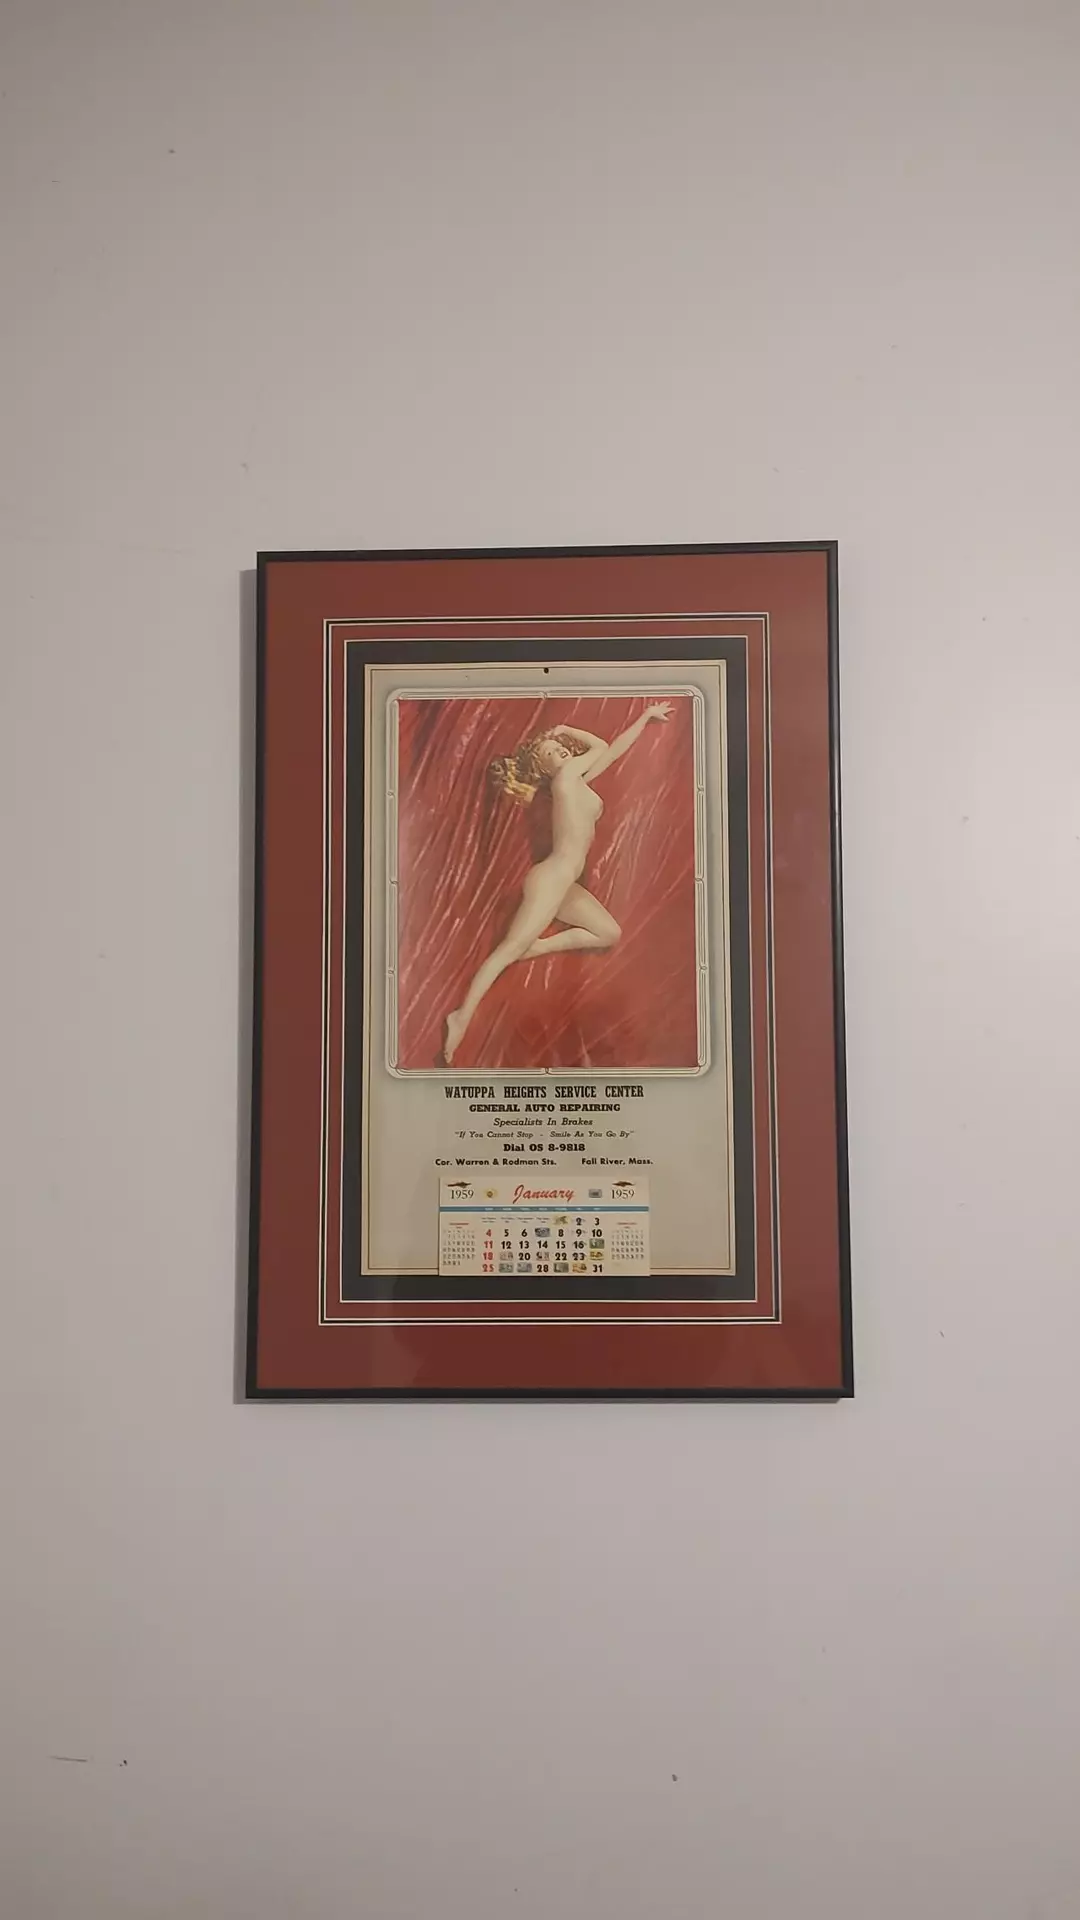 WATUPPA HEIGHTS SERVICE CENTER
GENERAL AUTO REPAIRING
Specialists In Brakes
"If You Cannot Stop - Smile As You Go By"
Dial OS 8-9818
Cor. Warren & Rodman Sts. Fall River, Mass.
1959 January 1959
2 3
4 5 6 8 9 10
11 12 13 14 15 16
18 20 22 23
25 28 31